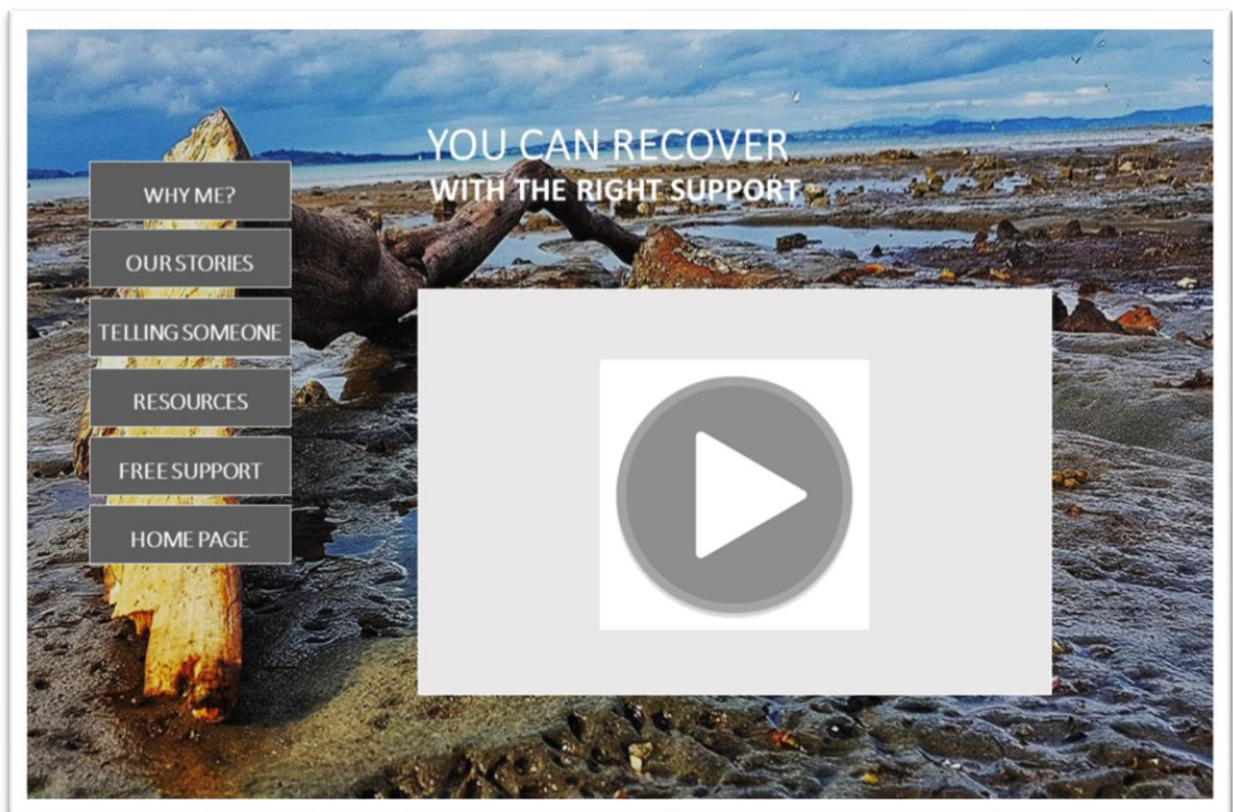 YOU CAN RECOVER
WITH THE RIGHT SUPPORT
WHY ME?
OUR STORIES
TELLING SOMEONE
RESOURCES
FREE SUPPORT
HOME PAGE